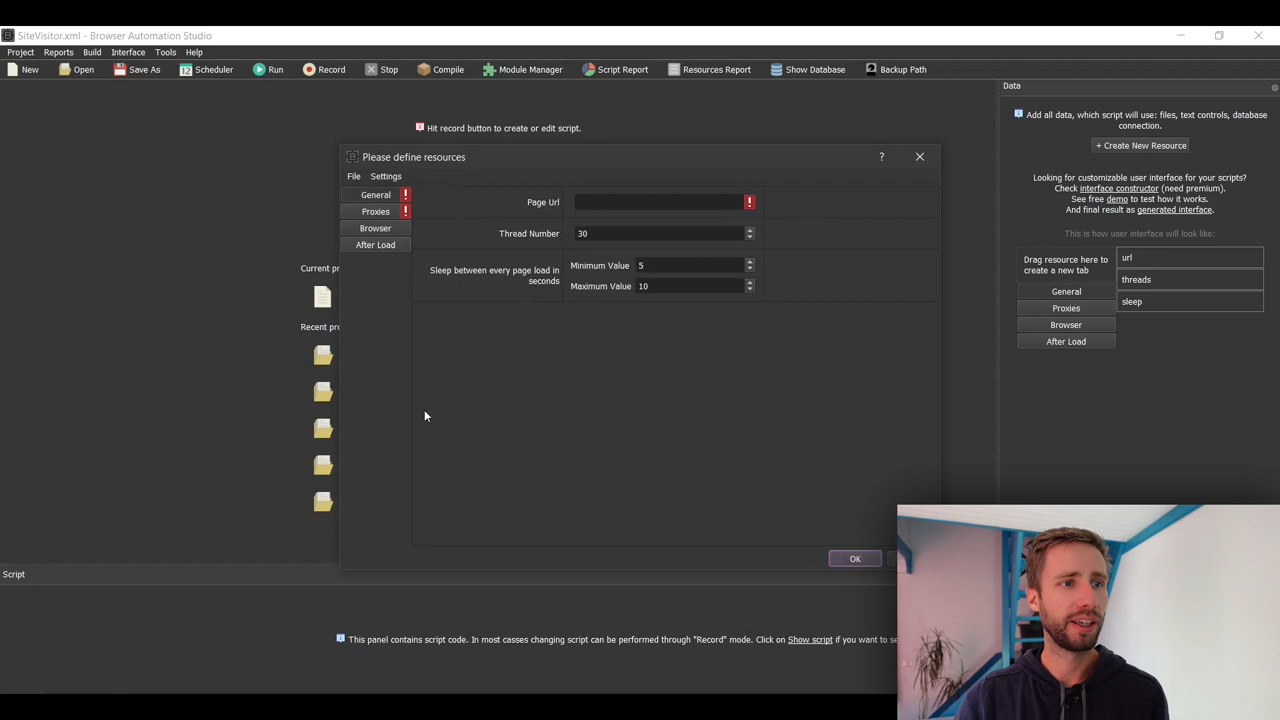 SiteVisitor.xml - Browser Automation Studio
Project Reports Build Interface Tools Help
New Open Save As Scheduler Run Record Stop Compile Module Manager Script Report Resources Report Show Database Backup Path
Data
Add all data, which script will use: files, text controls, database
connection.
+ Create New Resource
Looking for customizable user interface for your scripts?
Check interface constructor (need premium).
See free demo to test how it works.
And final result as generated interface.
This is how user interface will look like:
Drag resource here to
create a new tab
General
Proxies
Browser
After Load
url
threads
sleep
Hit record button to create or edit script.
Please define resources
File Settings
General
Proxies
Browser
After Load
Page Url
Thread Number 30
Sleep between every page load in
seconds
Minimum Value 5
Maximum Value 10
OK
Current pr
Recent pro
Script
This panel contains script code. In most casses changing script can be performed through "Record" mode. Click on Show script if you want to se